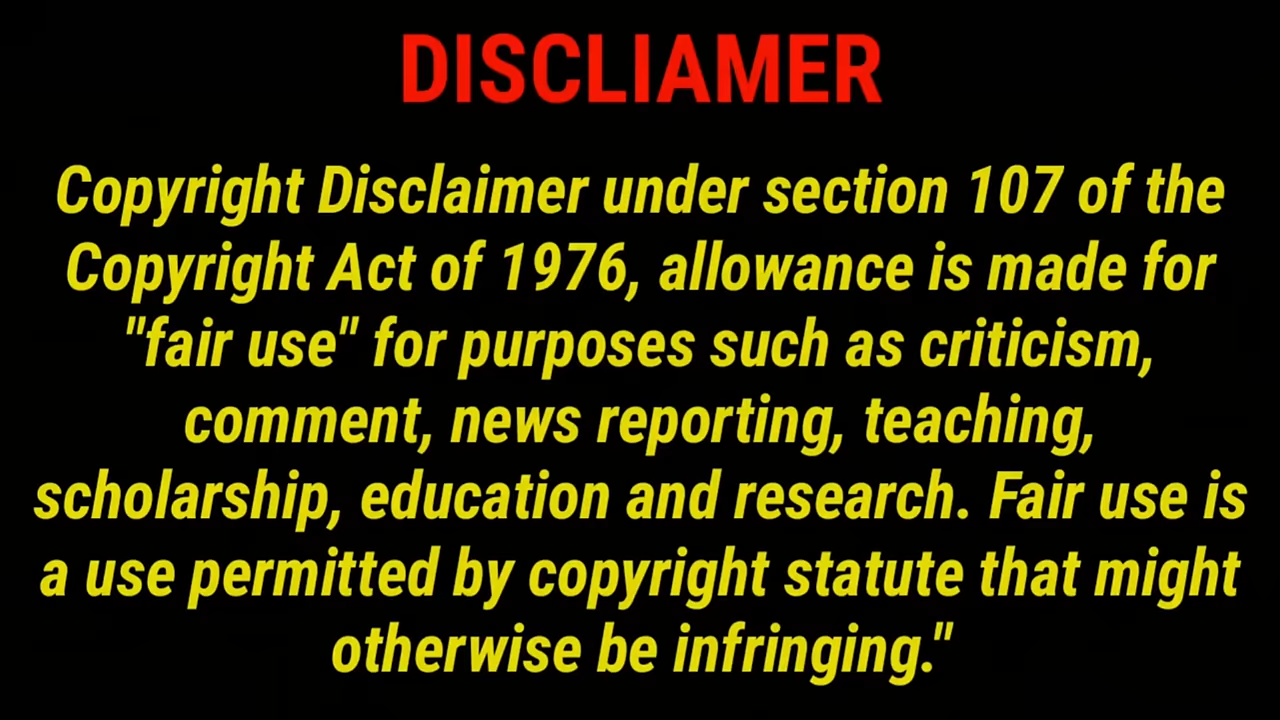 DISCLIAMER
Copyright Disclaimer under section 107 of the
Copyright Act of 1976, allowance is made for
"fair use" for purposes such as criticism,
comment, news reporting, teaching,
scholarship, education and research. Fair use is
a use permitted by copyright statute that might
otherwise be infringing."